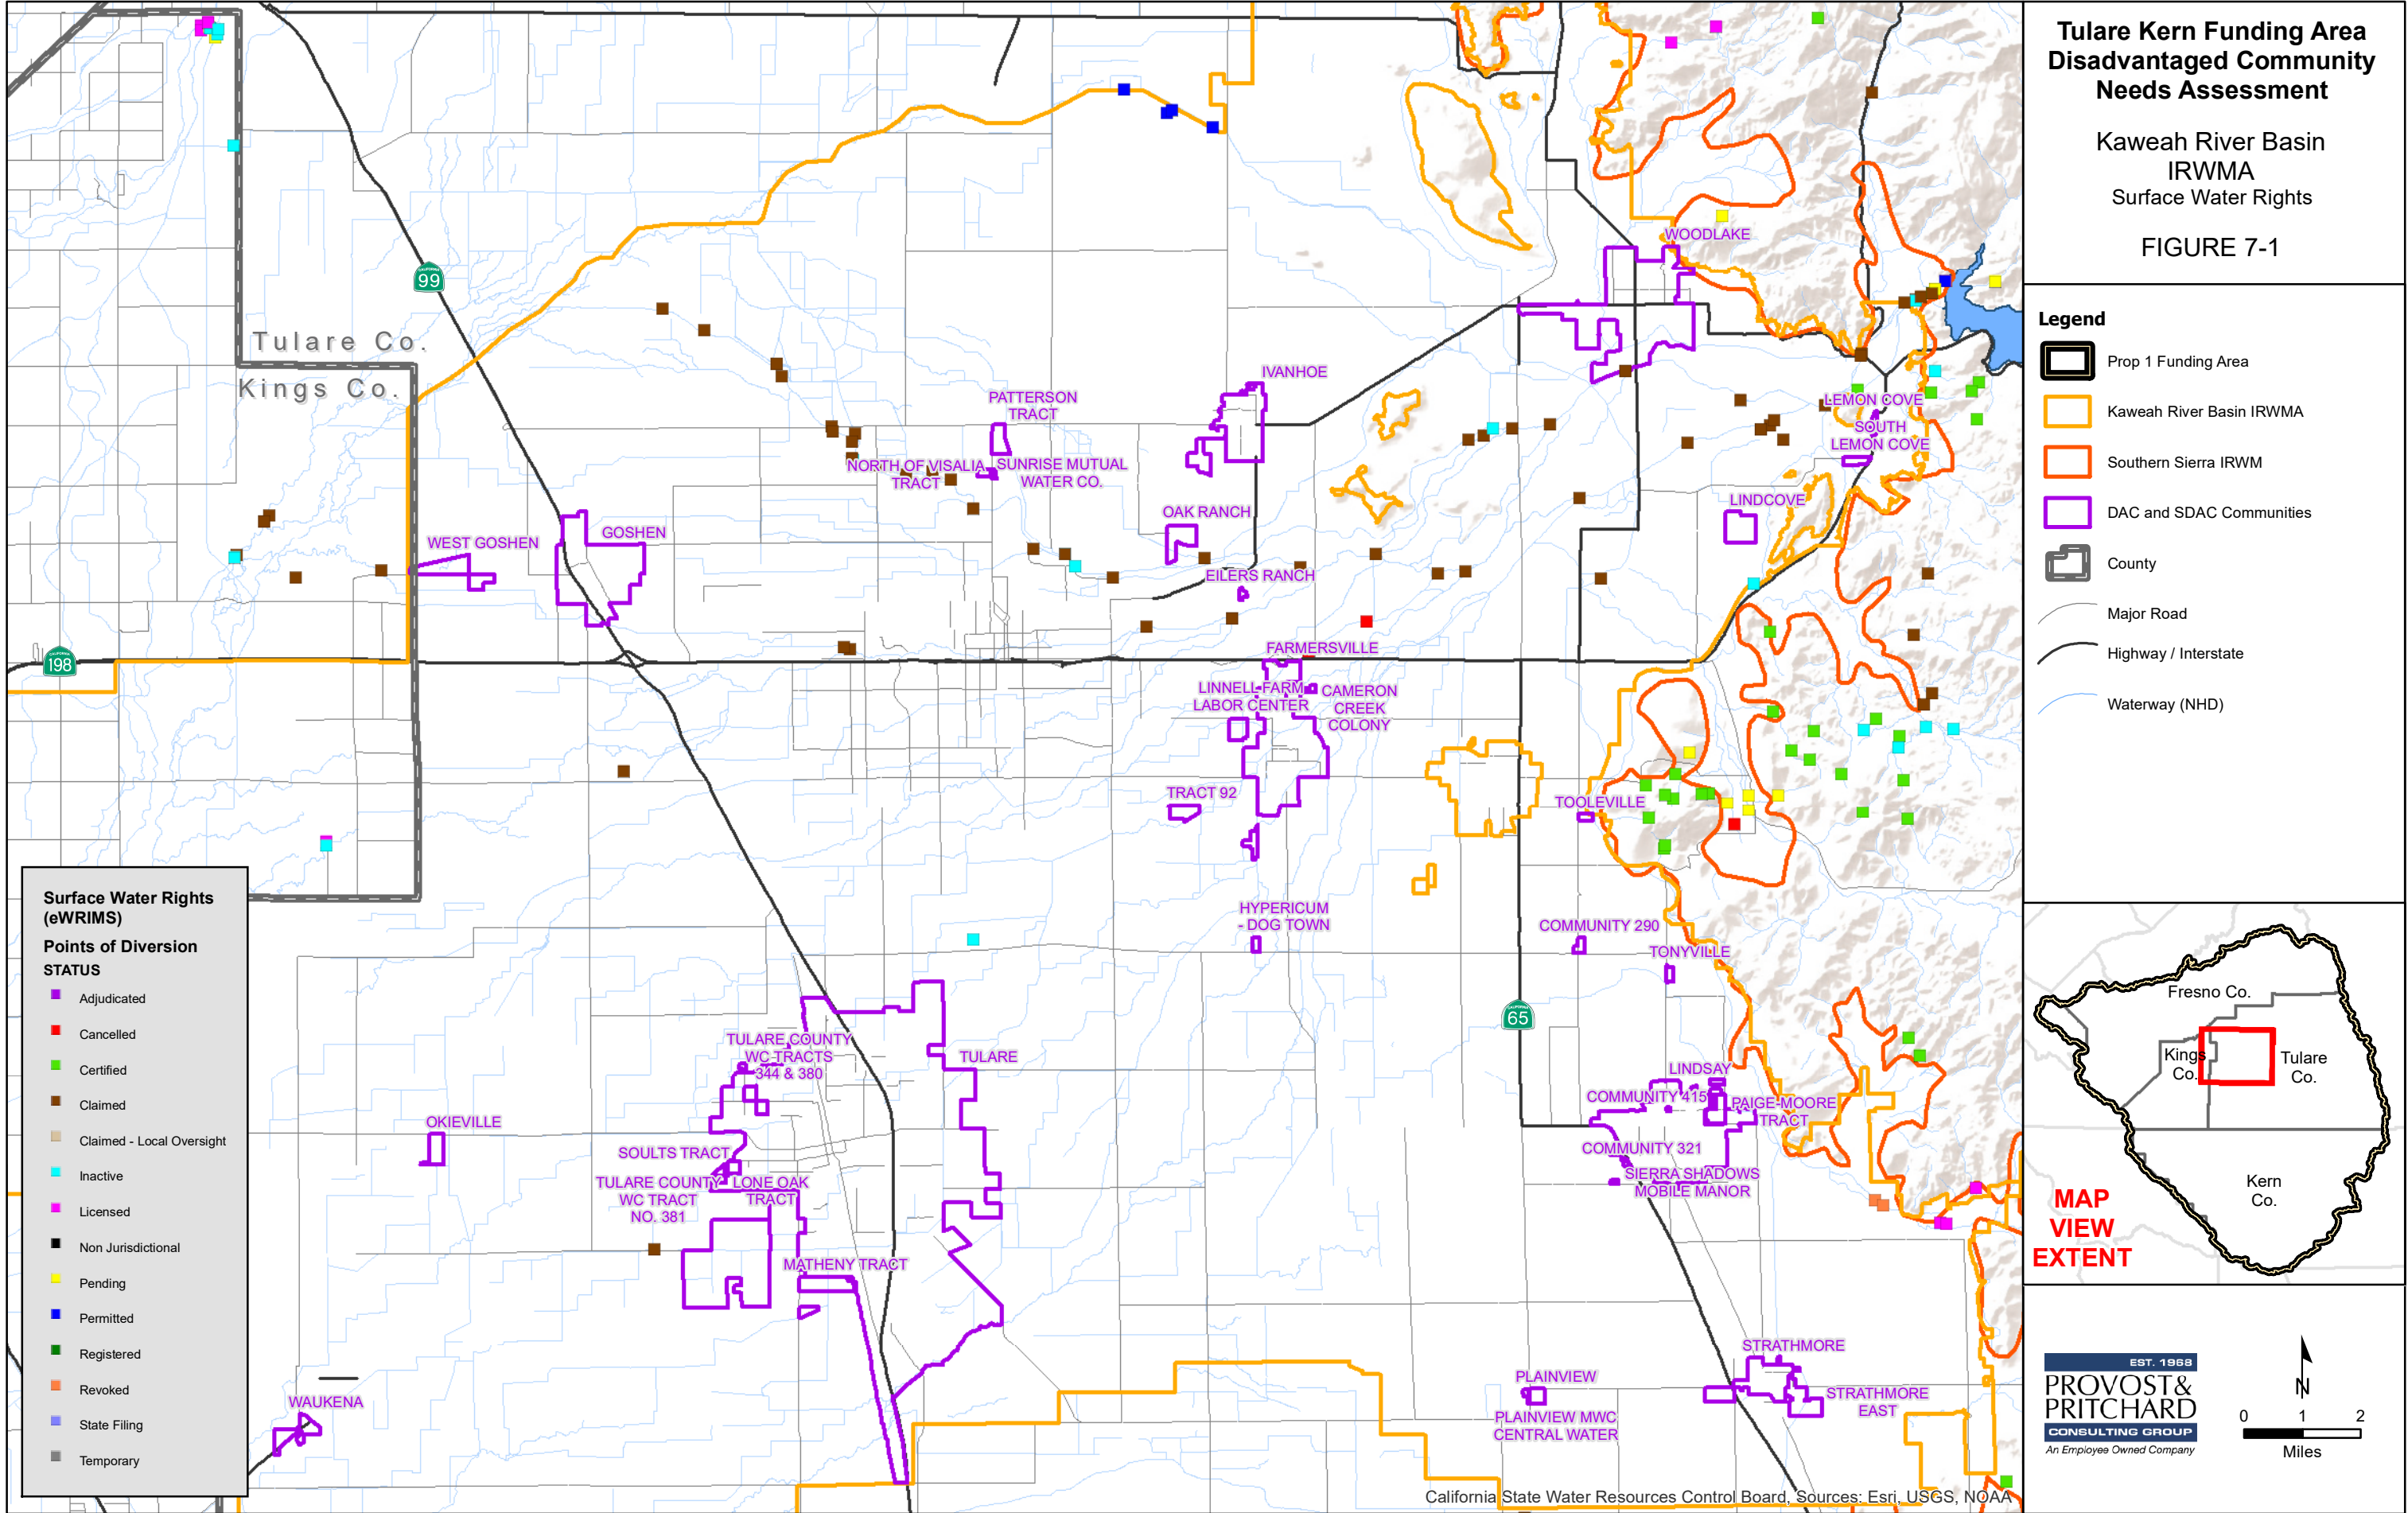 Tulare Kern Funding Area
Disadvantaged Community
Needs Assessment
Kaweah River Basin
IRWMA
Surface Water Rights
FIGURE 7-1
Legend
Prop 1 Funding Area
Kaweah River Basin IRWMA
Southern Sierra IRWM
DAC and SDAC Communities
County
Major Road
Highway / Interstate
Waterway (NHD)
Fresno Co.
Kings
Co.
Tulare
Co.
Kern
Co.
MAP
VIEW
EXTENT
EST. 1968
PROVOST&
PRITCHARD
CONSULTING GROUP
An Employee Owned Company
N
0 1 2
Miles
Tulare Co.
Kings Co.
CALIFORNIA
99
CALIFORNIA
198
CALIFORNIA
65
WOODLAKE
IVANHOE
PATTERSON
TRACT
NORTH OF VISALIA
TRACT
SUNRISE MUTUAL
WATER CO.
LEMON COVE
SOUTH
LEMON COVE
LINDCOVE
OAK RANCH
WEST GOSHEN
GOSHEN
EILERS RANCH
FARMERSVILLE
LINNELL FARM
LABOR CENTER
CAMERON
CREEK
COLONY
TRACT 92
TOOLEVILLE
HYPERICUM
- DOG TOWN
COMMUNITY 290
TONYVILLE
TULARE COUNTY
WC TRACTS
344 & 380
TULARE
LINDSAY
COMMUNITY 415
PAIGE-MOORE
TRACT
OKIEVILLE
SOULTS TRACT
COMMUNITY 321
SIERRA SHADOWS
MOBILE MANOR
TULARE COUNTY
WC TRACT
NO. 381
LONE OAK
TRACT
MATHENY TRACT
STRATHMORE
STRATHMORE
EAST
PLAINVIEW
PLAINVIEW MWC
CENTRAL WATER
WAUKENA
Surface Water Rights
(eWRIMS)
Points of Diversion
STATUS
Adjudicated
Cancelled
Certified
Claimed
Claimed - Local Oversight
Inactive
Licensed
Non Jurisdictional
Pending
Permitted
Registered
Revoked
State Filing
Temporary
California State Water Resources Control Board, Sources: Esri, USGS, NOAA